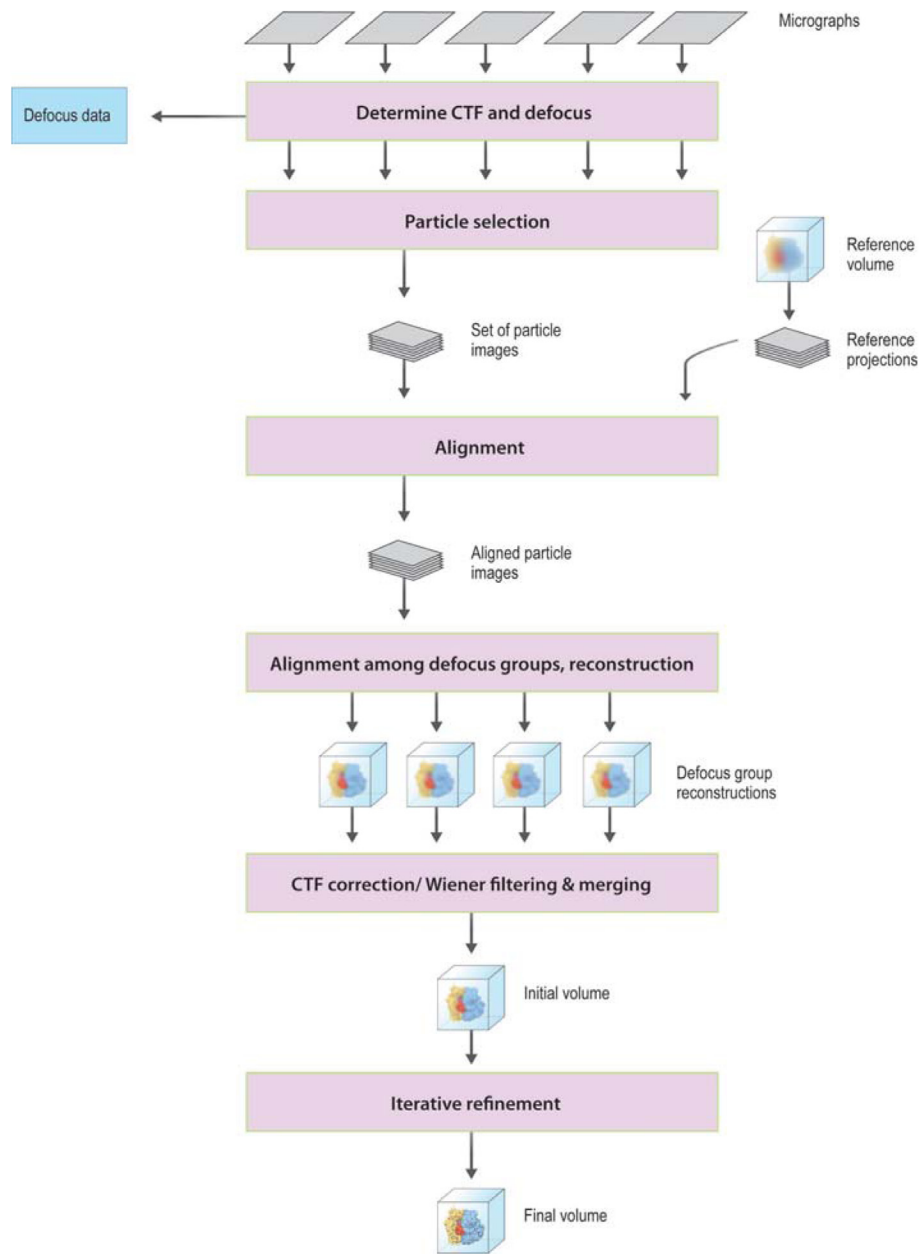 Micrographs
Determine CTF and defocus
Defocus data
Particle selection
Reference
volume
Set of particle
images
Reference
projections
Alignment
Aligned particle
images
Alignment among defocus groups, reconstruction
Defocus group
reconstructions
CTF correction/ Wiener filtering & merging
Initial volume
Iterative refinement
Final volume